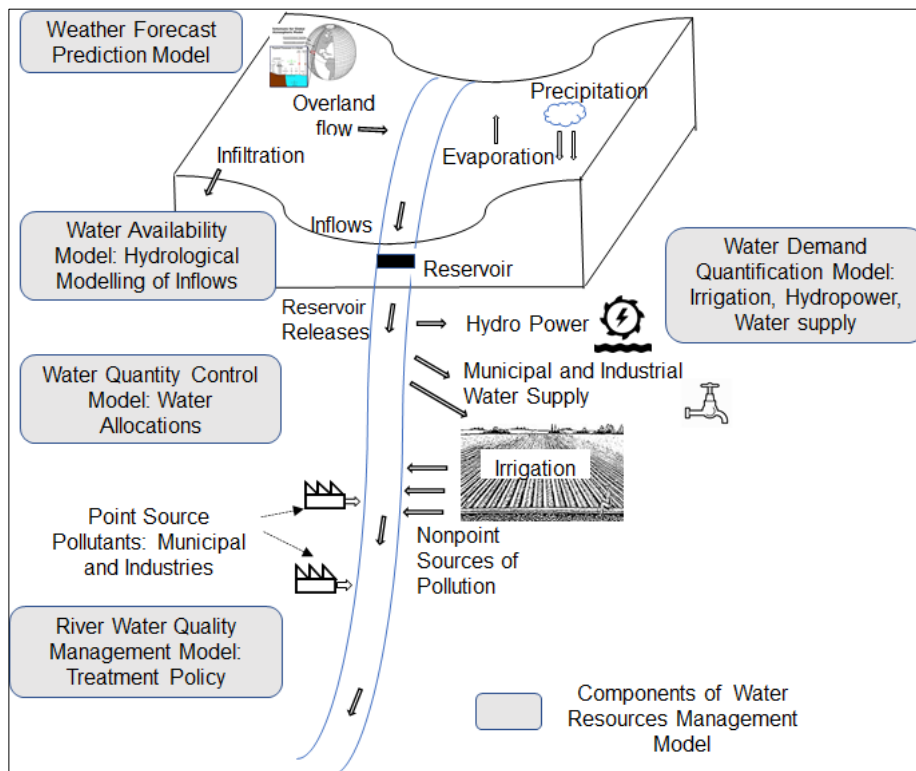 Weather Forecast
Prediction Model
Overland
flow
Precipitation
Infiltration
Evaporation
Inflows
Water Availability
Model: Hydrological
Modelling of Inflows
Reservoir
Water Demand
Quantification Model:
Irrigation, Hydropower,
Water supply
Reservoir
Releases
Hydro Power
Water Quantity Control
Model: Water
Allocations
Municipal and Industrial
Water Supply
Irrigation
Point Source
Pollutants: Municipal
and Industries
Nonpoint
Sources of
Pollution
River Water Quality
Management Model:
Treatment Policy
Components of Water
Resources Management
Model